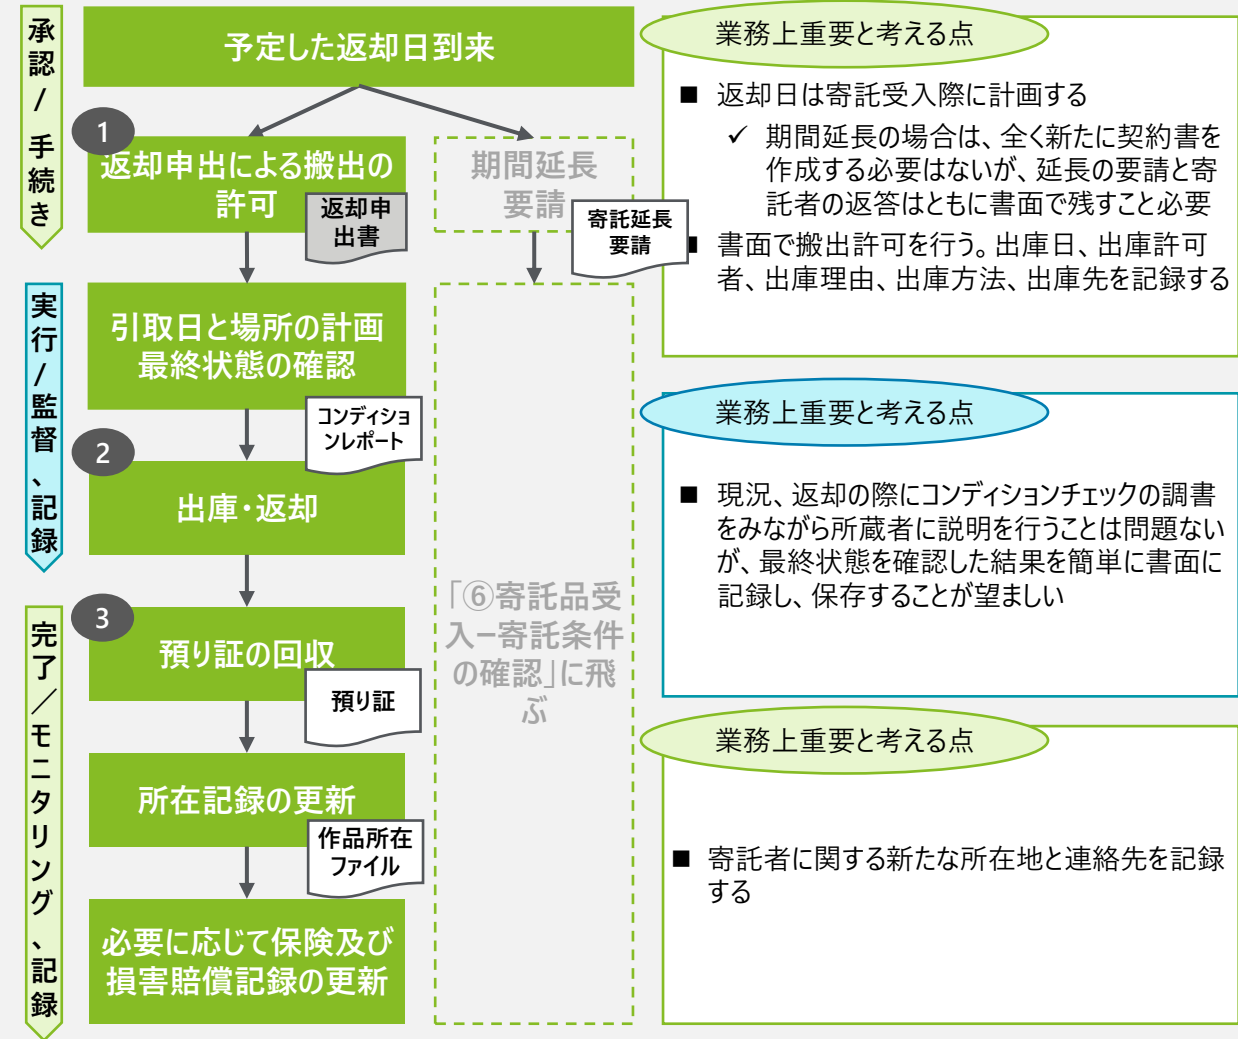 承認/手続き
予定した返却日到来
1
返却申出による搬出の
許可
返却申
出書
期間延長
要請
寄託延長
要請
業務上重要と考える点
■ 返却日は寄託受入際に計画する
✓ 期間延長の場合は、全く新たに契約書を
作成する必要はないが、延長の要請と寄
託者の返答はともに書面で残すこと必要
■ 書面で搬出許可を行う。出庫日、出庫許可
者、出庫理由、出庫方法、出庫先を記録する
実行/監督、記録
引取日と場所の計画
最終状態の確認
コンディショ
ンレポート
2
出庫・返却
業務上重要と考える点
■ 現況、返却の際にコンディションチェックの調書
をみながら所蔵者に説明を行うことは問題ない
が、最終状態を確認した結果を簡単に書面に
記録し、保存することが望ましい
「⑥寄託品受
入ー寄託条件
の確認」に飛
ぶ
完了／モニタリング、記録
3
預り証の回収
預り証
所在記録の更新
作品所在
ファイル
必要に応じて保険及び
損害賠償記録の更新
業務上重要と考える点
■ 寄託者に関する新たな所在地と連絡先を記録
する